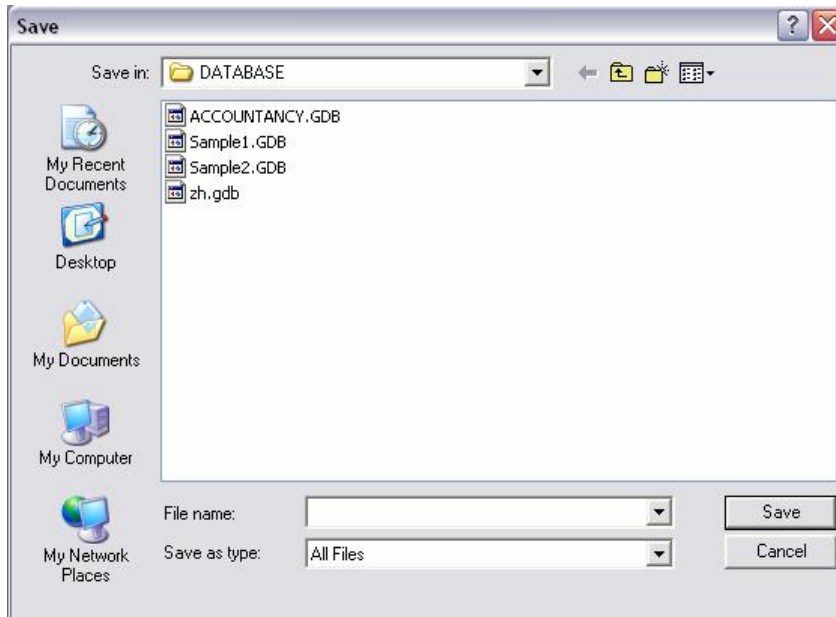 Save
Save in: DATABASE
ACCOUNTANCY.GDB
Sample1.GDB
Sample2.GDB
zh.gdb
My Recent
Documents
Desktop
My Documents
My Computer
My Network
Places
File name:
Save
Save as type: All Files
Cancel